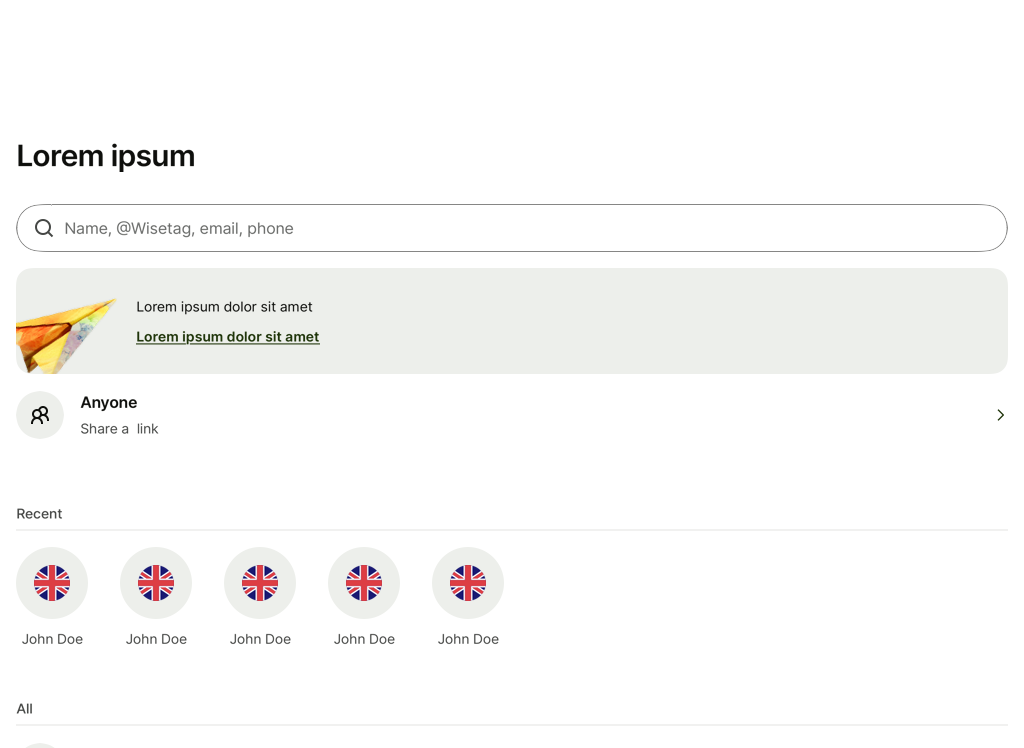 Lorem ipsum
Name, @Wisetag, email, phone
Lorem ipsum dolor sit amet
Lorem ipsum dolor sit amet
Anyone
Share a  link
Recent
John Doe John Doe John Doe John Doe John Doe
All